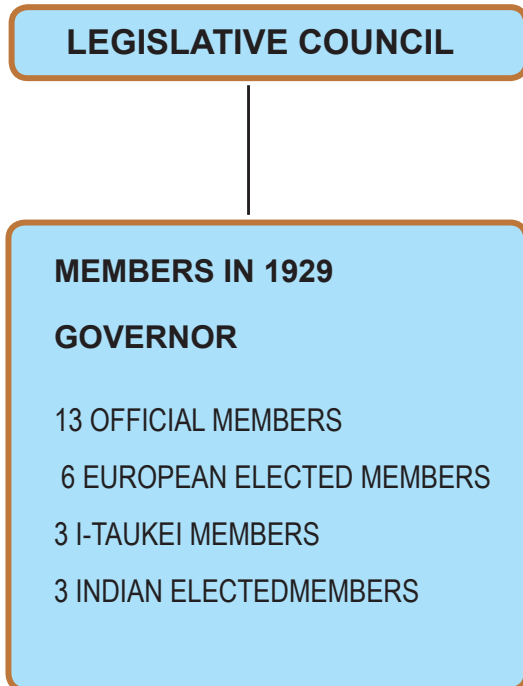 LEGISLATIVE COUNCIL
MEMBERS IN 1929
GOVERNOR
13 OFFICIAL MEMBERS
6 EUROPEAN ELECTED MEMBERS
3 I-TAUKEI MEMBERS
3 INDIAN ELECTEDMEMBERS